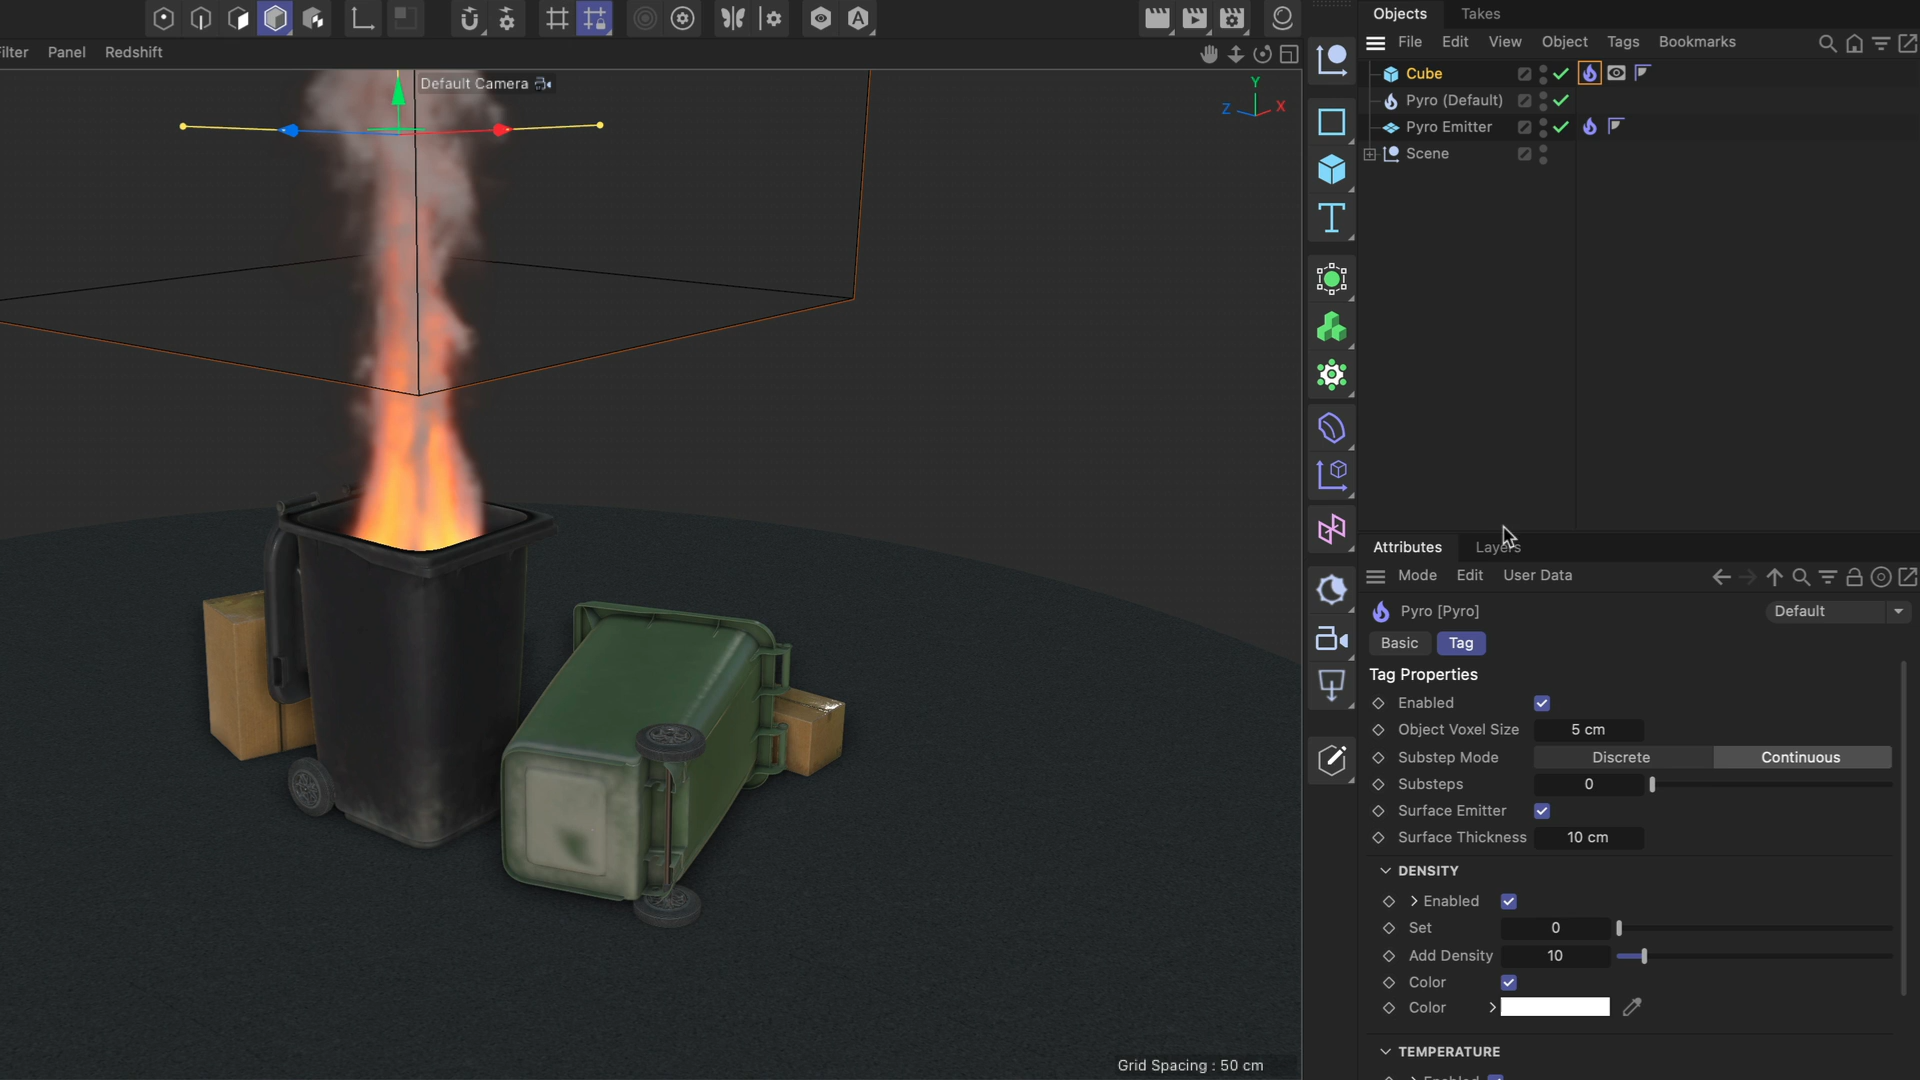 Objects Takes
ilter Panel Redshift
File Edit View Object Tags Bookmarks
Default Camera
Y
Z X
Cube
Pyro (Default)
Pyro Emitter
Scene
T
A
Attributes Layers
Mode Edit User Data
Pyro [Pyro] Default
Basic Tag
Tag Properties
Enabled
Object Voxel Size 5 cm
Substep Mode Discrete Continuous
Substeps 0
Surface Emitter
Surface Thickness 10 cm
DENSITY
Enabled
Set 0
Add Density 10
Color
Color
TEMPERATURE
Enabled
Grid Spacing : 50 cm